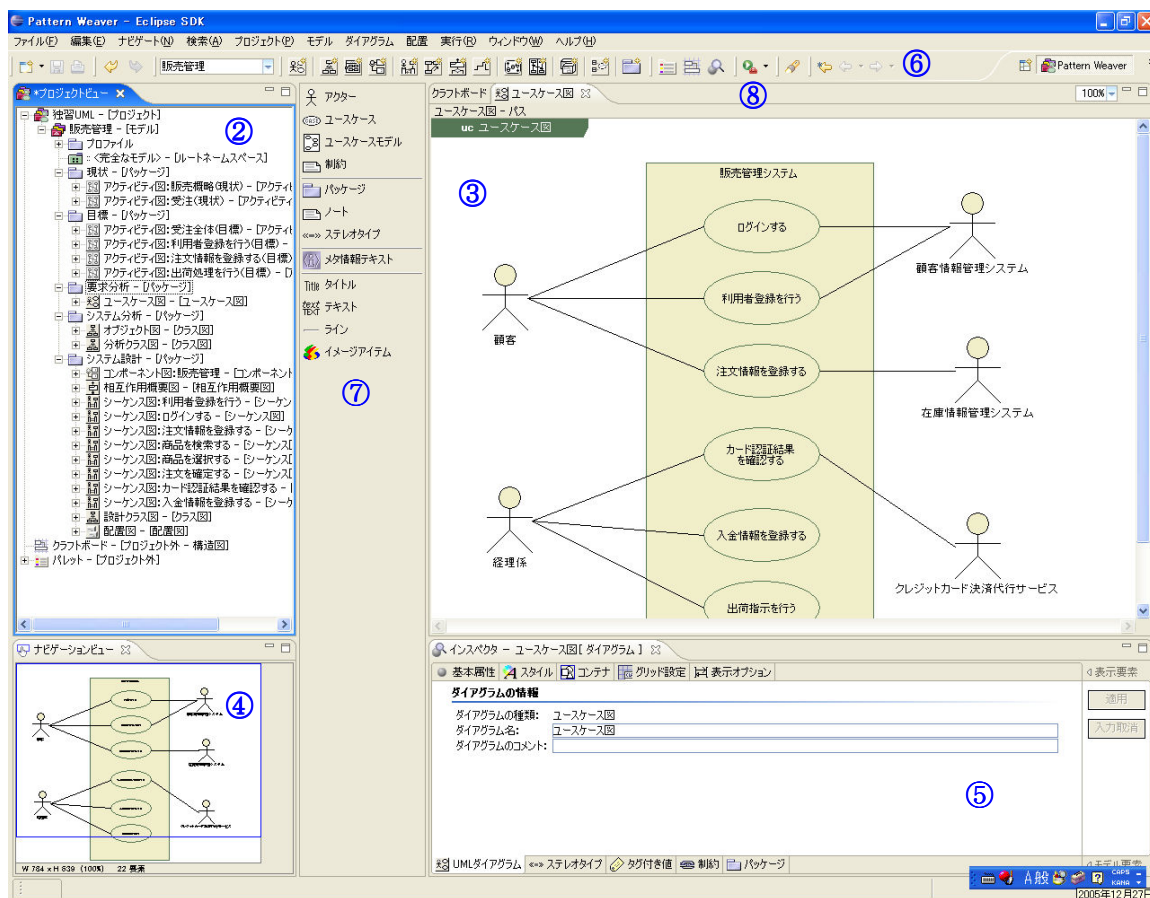 Pattern Weaver - Eclipse SDK
ファイル(F) 編集(E) ナビゲート(N) 検索(A) プロジェクト(P) モデル ダイアグラム 配置 実行(R) ウィンドウ(W) ヘルプ(H)
販売管理
⑥
Pattern Weaver
*プロジェクトビュー
②
独習UML - [プロジェクト]
販売管理 - [モデル]
プロファイル
:: <完全なモデル> - [ルートネームスペース]
現状 - [パッケージ]
アクティビティ図:販売概略(現状) - [アクティビ
アクティビティ図:受注(現状) - [アクティビティ
目標 - [パッケージ]
アクティビティ図:受注全体(目標) - [アクティビ
アクティビティ図:利用者登録を行う(目標) -
アクティビティ図:注文情報を登録する(目標)
アクティビティ図:出荷処理を行う(目標) - [
要求分析 - [パッケージ]
ユースケース図 - [ユースケース図]
システム分析 - [パッケージ]
オブジェクト図 - [クラス図]
分析クラス図 - [クラス図]
システム設計 - [パッケージ]
コンポーネント図:販売管理 - [コンポーネント
相互作用概要図 - [相互作用概要図]
シーケンス図:利用者登録を行う - [シーケン
シーケンス図:ログインする - [シーケンス図]
シーケンス図:注文情報を登録する - [シーケ
シーケンス図:商品を検索する - [シーケンス[
シーケンス図:商品を選択する - [シーケンス[
シーケンス図:注文を確定する - [シーケンス[
シーケンス図:カード認証結果を確認する - [
シーケンス図:入金情報を登録する - [シーケ
設計クラス図 - [クラス図]
配置図 - [配置図]
クラフトボード - [プロジェクト外 - 構造図]
パレット - [プロジェクト外]
アクター
ユースケース
ユースケースモデル
制約
パッケージ
ノート
«=» ステレオタイプ
メタ情報テキスト
Title タイトル
テキスト
ライン
イメージアイテム
⑦
クラフトボード ユースケース図
⑧
100%
ユースケース図 - パス
uc ユースケース図
③
販売管理システム
ログインする
利用者登録を行う
注文情報を登録する
カード認証結果
を確認する
入金情報を登録する
出荷指示を行う
顧客
経理係
顧客情報管理システム
在庫情報管理システム
クレジットカード決済代行サービス
ナビゲーションビュー
④
W 784 x H 639 (100%) 22 要素
インスペクタ - ユースケース図[ ダイアグラム ]
基本属性 スタイル コンテナ グリッド設定 表示オプション
表示要素
ダイアグラムの情報
適用
入力取消
ダイアグラムの種類: ユースケース図
ダイアグラム名: ユースケース図
ダイアグラムのコメント:
⑤
UMLダイアグラム «=» ステレオタイプ タグ付き値 制約 パッケージ
モデル要素
A 般
CAPS
KANA
2005年12月27日